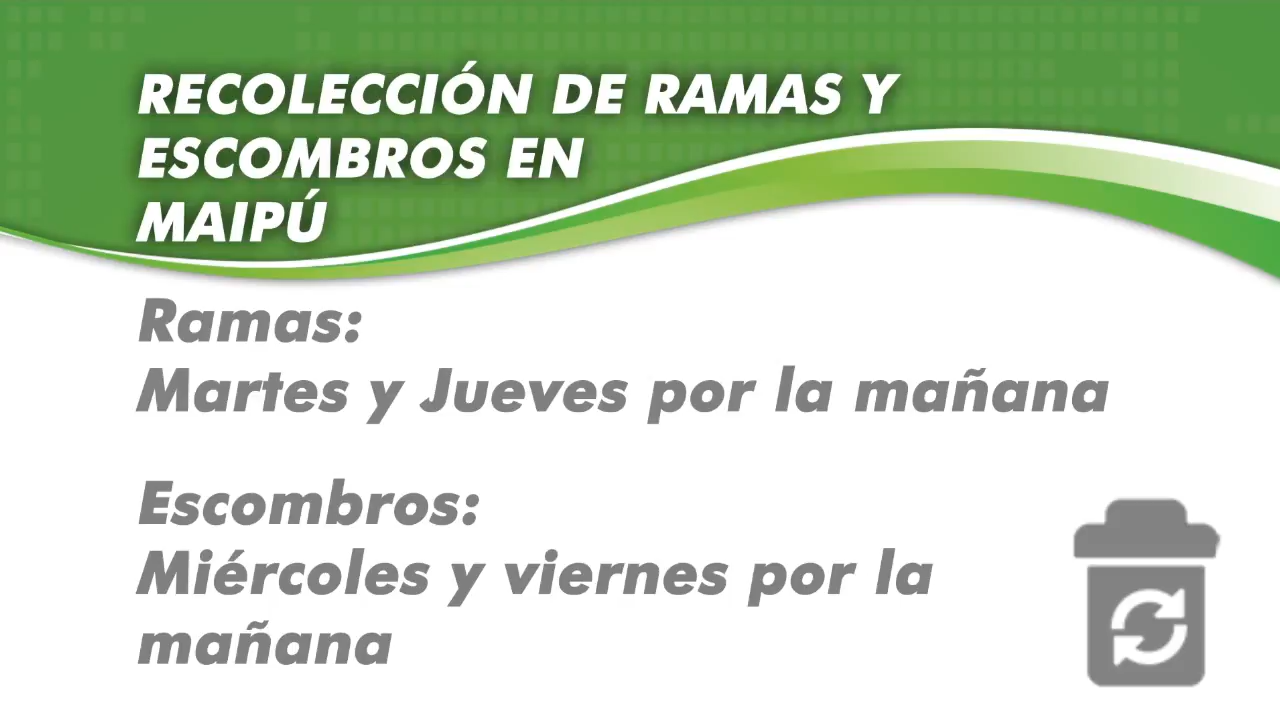 RECOLECCIÓN DE RAMAS Y
ESCOMBROS EN
MAIPÚ
Ramas:
Martes y Jueves por la mañana
Escombros:
Miércoles y viernes por la
mañana